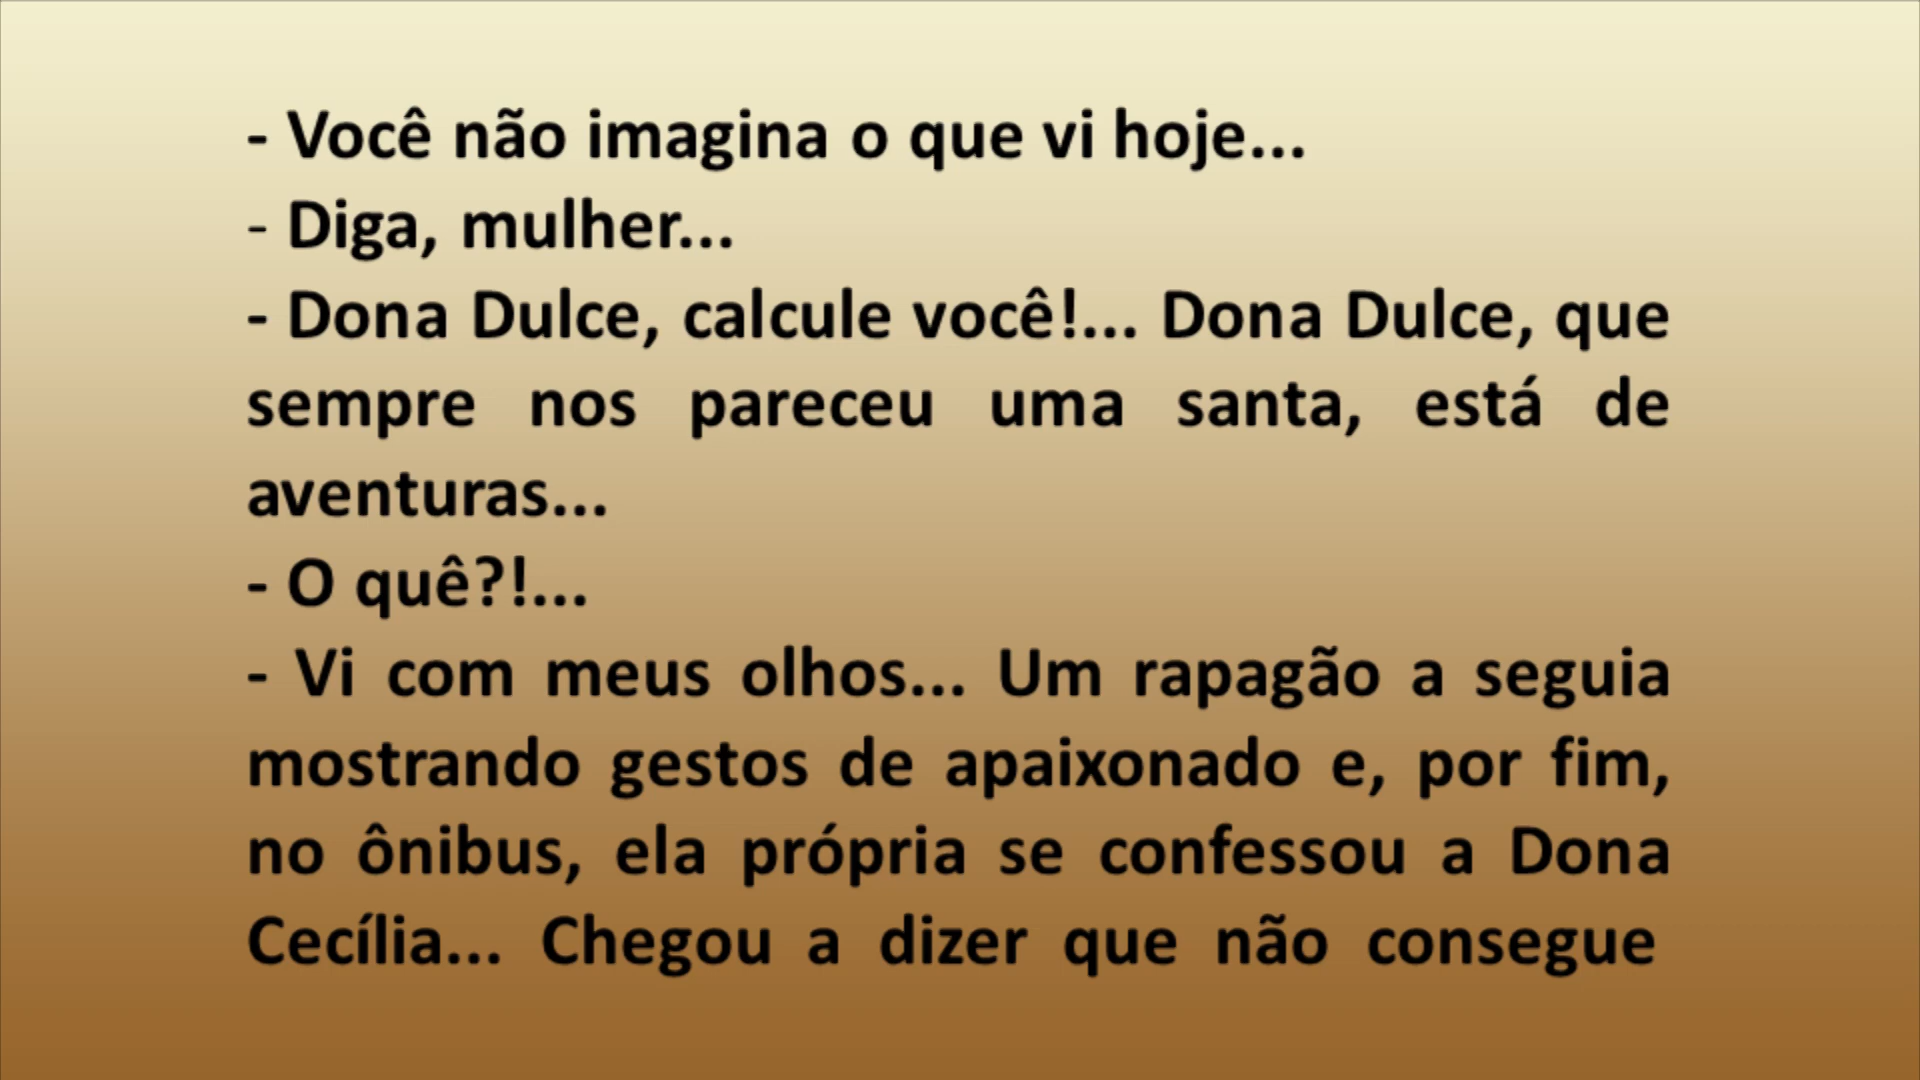 - Você não imagina o que vi hoje...
- Diga, mulher...
- Dona Dulce, calcule você!... Dona Dulce, que
sempre nos pareceu uma santa, está de
aventuras...
- O quê?!...
- Vi com meus olhos... Um rapagão a seguia
mostrando gestos de apaixonado e, por fim,
no ônibus, ela própria se confessou a Dona
Cecília... Chegou a dizer que não consegue